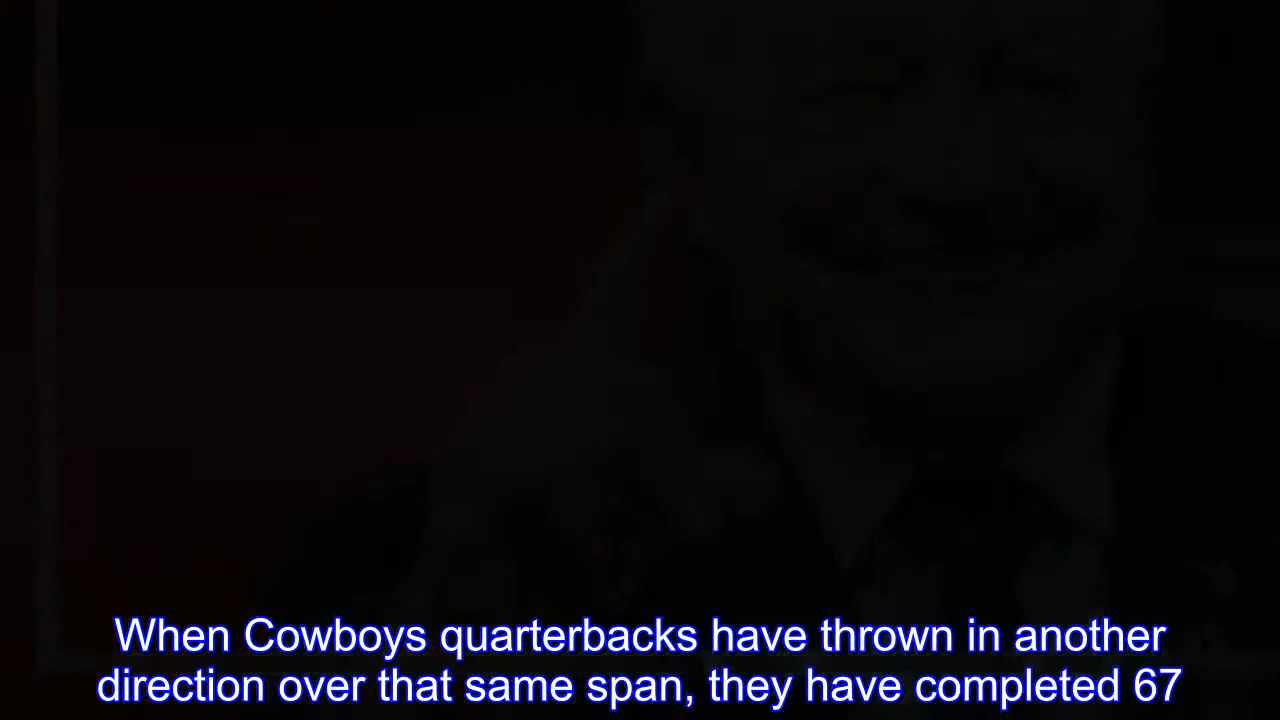 When Cowboys quarterbacks have thrown in another
direction over that same span, they have completed 67